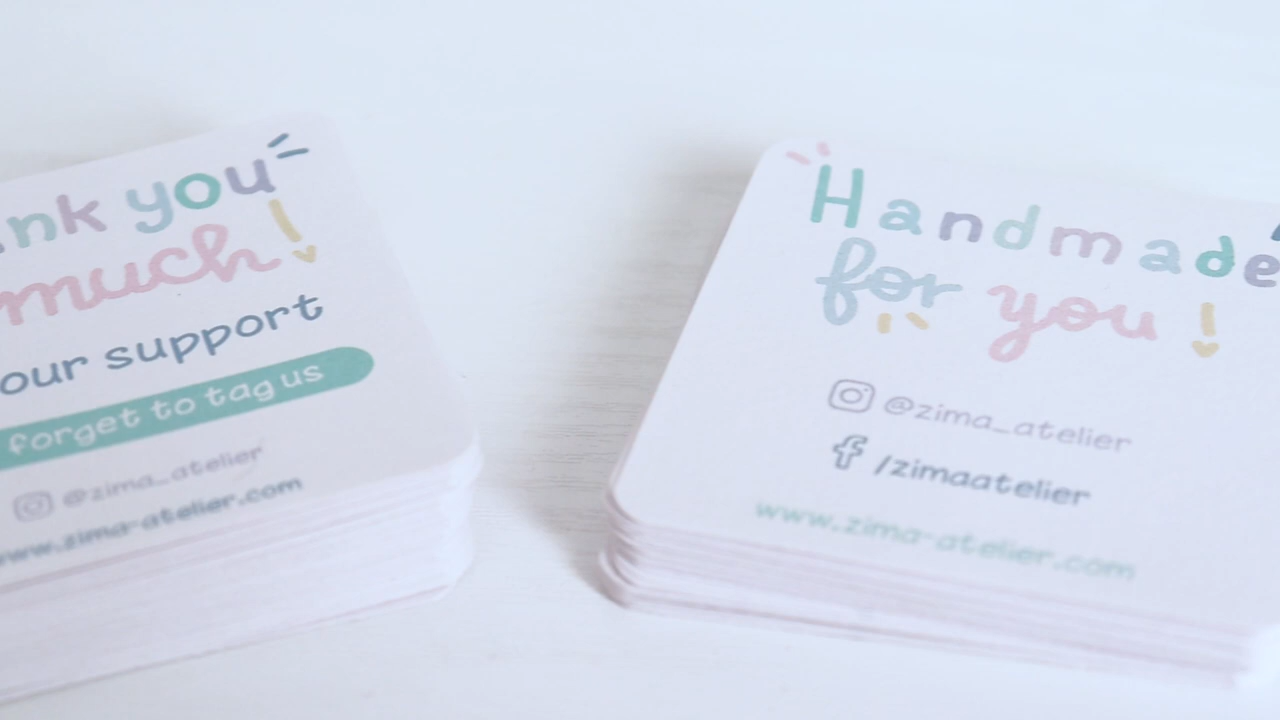 nk you
much!
our support
forget to tag us
@zima_atelier
www.zima-atelier.com
Handmade
for you!
@zima_atelier
/zimaatelier
www.zima-atelier.com